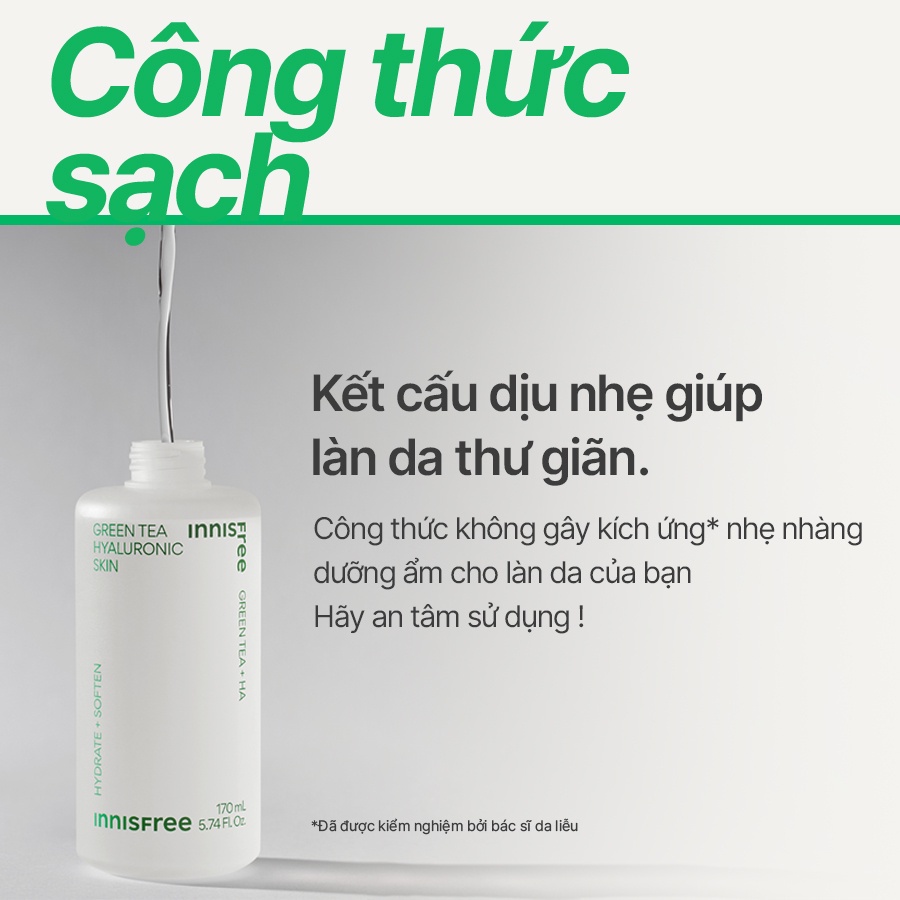 Công thức
sạch
Kết cấu dịu nhẹ giúp
làn da thư giãn.
Công thức không gây kích ứng* nhẹ nhàng
dưỡng ẩm cho làn da của bạn
Hãy an tâm sử dụng !
GREEN TEA
HYALURONIC
SKIN
innisfree
GREEN TEA + HA
HYDRATE + SOFTEN
innisfree
170 mL
5.74 Fl. Oz.
*Đã được kiểm nghiệm bởi bác sĩ da liễu